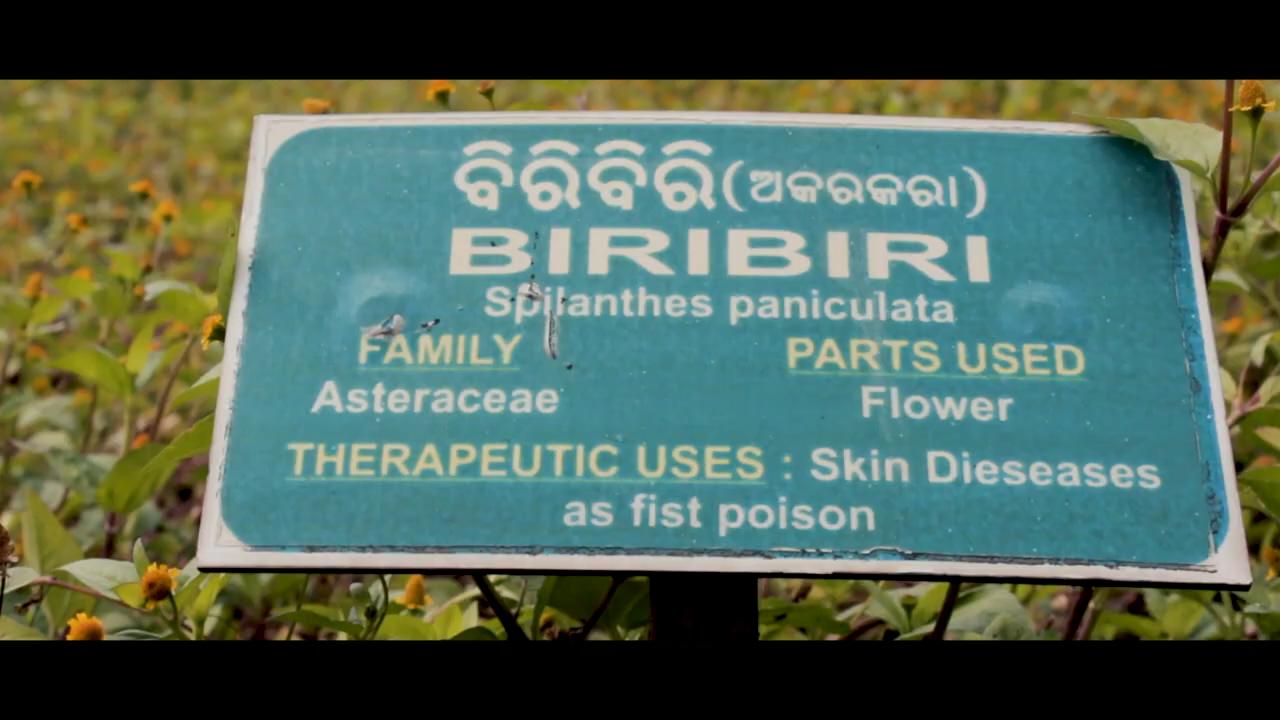 ବିରିବିରି (ଅକରକରା)
BIRIBIRI
Spilanthes paniculata
FAMILY PARTS USED
Asteraceae Flower
THERAPEUTIC USES : Skin Dieseases
as fist poison